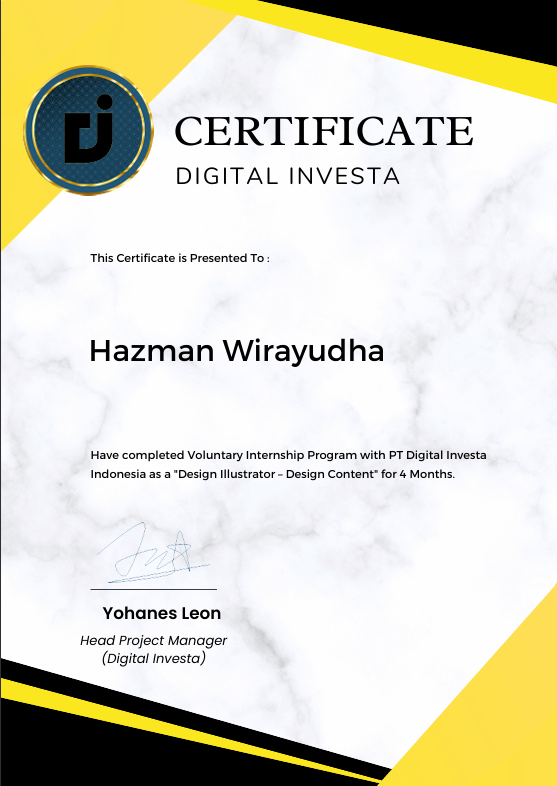 CERTIFICATE
DIGITAL INVESTA
This Certificate is Presented To :
Hazman Wirayudha
Have completed Voluntary Internship Program with PT Digital Investa
Indonesia as a "Design Illustrator – Design Content" for 4 Months.
Yohanes Leon
Head Project Manager
(Digital Investa)